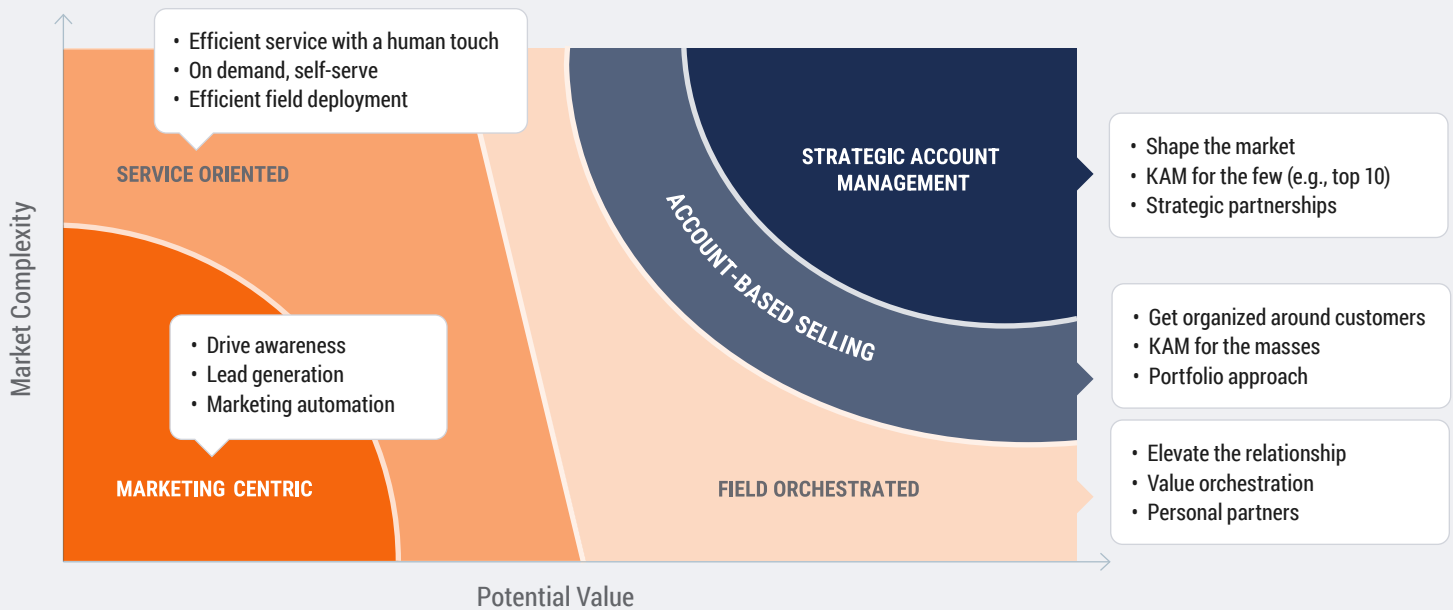 • Efficient service with a human touch
• On demand, self-serve
• Efficient field deployment
SERVICE ORIENTED
STRATEGIC ACCOUNT
MANAGEMENT
• Shape the market
• KAM for the few (e.g., top 10)
• Strategic partnerships
ACCOUNT-BASED SELLING
• Get organized around customers
• KAM for the masses
• Portfolio approach
Market Complexity
• Drive awareness
• Lead generation
• Marketing automation
MARKETING CENTRIC
FIELD ORCHESTRATED
• Elevate the relationship
• Value orchestration
• Personal partners
Potential Value